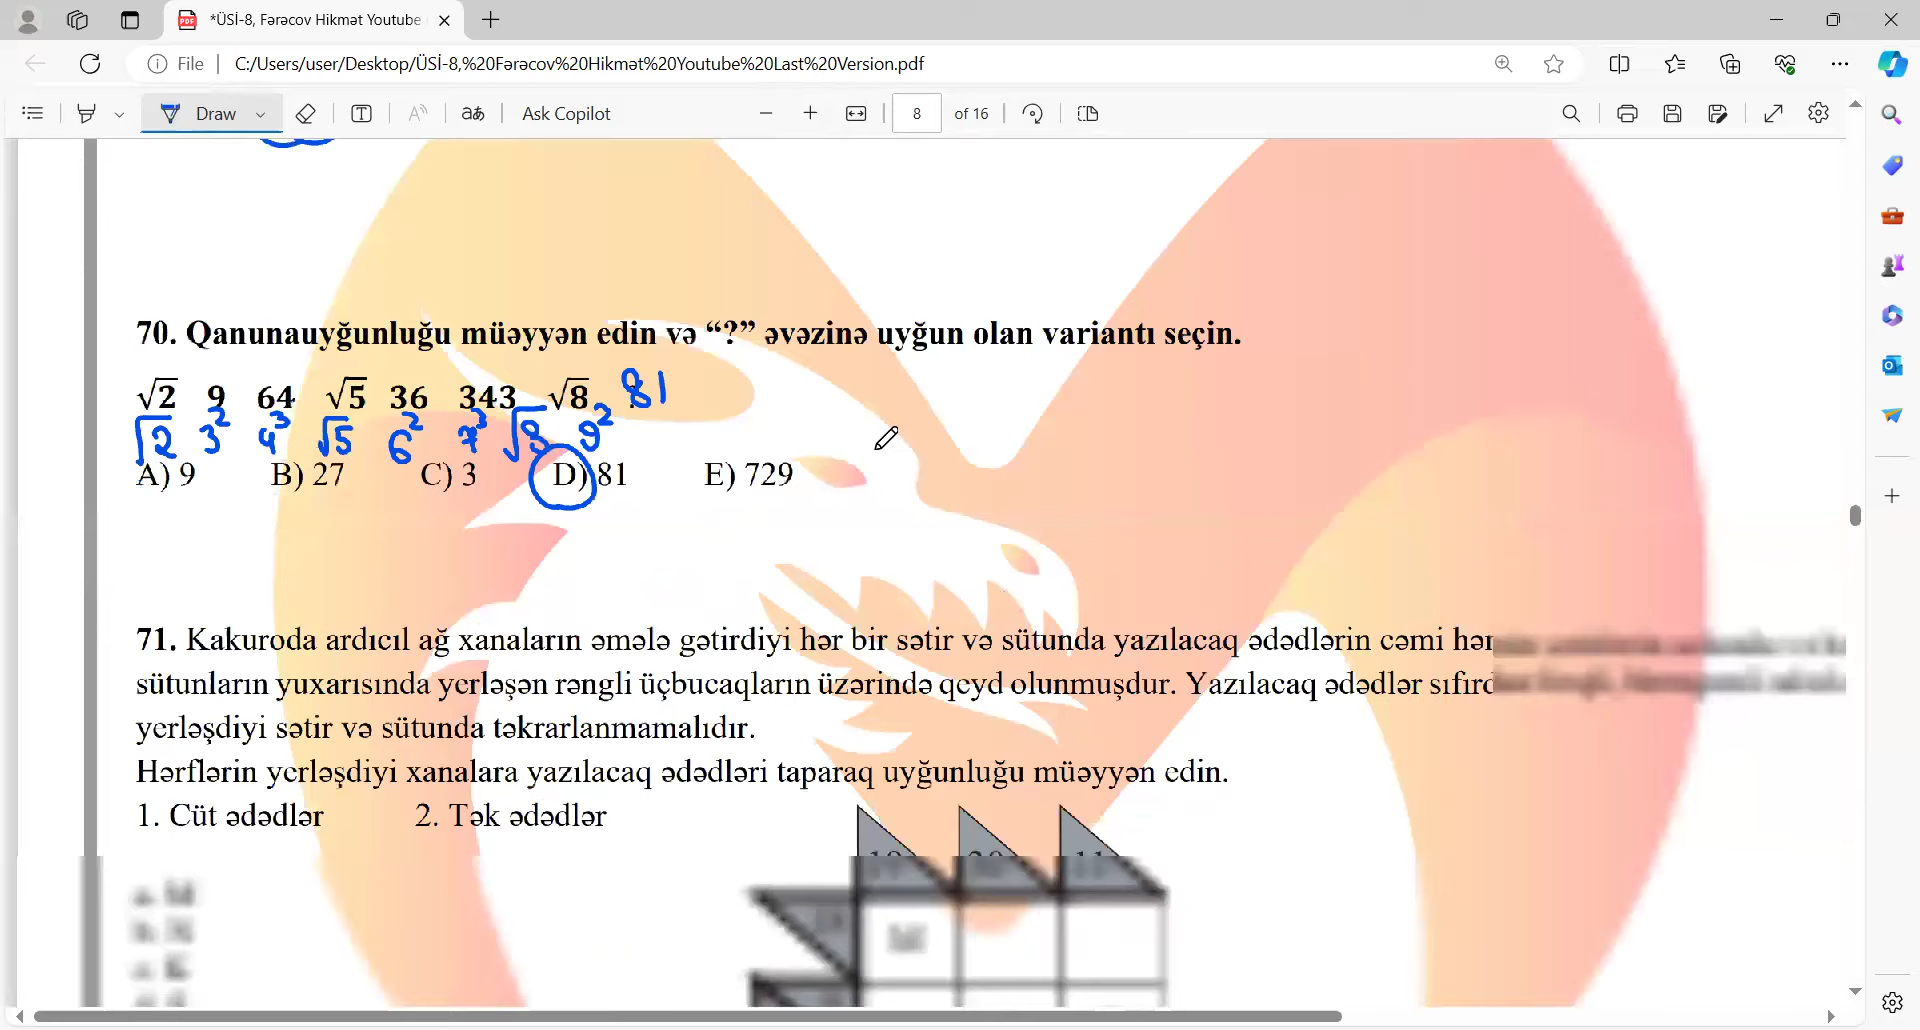 *ÜSİ-8, Fərəcov Hikmət Youtube
File C:/Users/user/Desktop/ÜSİ-8,%20Fərəcov%20Hikmət%20Youtube%20Last%20Version.pdf
Draw T aあ Ask Copilot 8 of 16
70. Qanunauyğunluğu müəyyən edin və “?” əvəzinə uyğun olan variantı seçin.
√2 9 64 √5 36 343 √8 81
√2 3² 4³ √5 6² 7³ √8 9²
A) 9 B) 27 C) 3 D) 81 E) 729
71. Kakuroda ardıcıl ağ xanaların əmələ gətirdiyi hər bir sətir və sütunda yazılacaq ədədlərin cəmi
sütunların yuxarısında yerləşən rəngli üçbucaqların üzərində qeyd olunmuşdur. Yazılacaq ədədlər
yerləşdiyi sətir və sütunda təkrarlanmamalıdır.
Hərflərin yerləşdiyi xanalara yazılacaq ədədləri taparaq uyğunluğu müəyyən edin.
1. Cüt ədədlər 2. Tək ədədlər